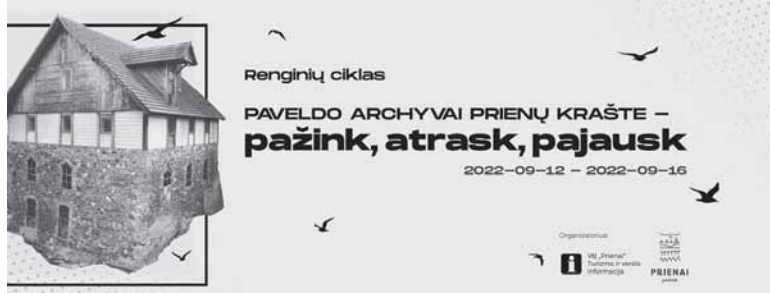 Renginių ciklas
PAVELDO ARCHYVAI PRIENŲ KRAŠTE –
pažink, atrask, pajausk
2022–09–12 – 2022–09–16
Organizatorius:
VšĮ „Prienai“
Turizmo ir verslo
informacija
PRIENAI